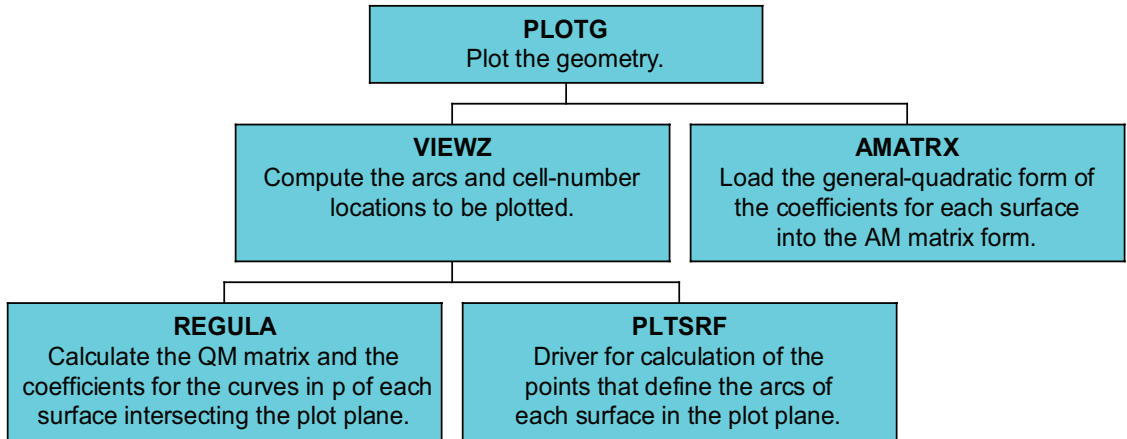 PLOTG
Plot the geometry.
VIEWZ
Compute the arcs and cell-number
locations to be plotted.
AMATRX
Load the general-quadratic form of
the coefficients for each surface
into the AM matrix form.
REGULA
Calculate the QM matrix and the
coefficients for the curves in p of each
surface intersecting the plot plane.
PLTSRF
Driver for calculation of the
points that define the arcs of
each surface in the plot plane.